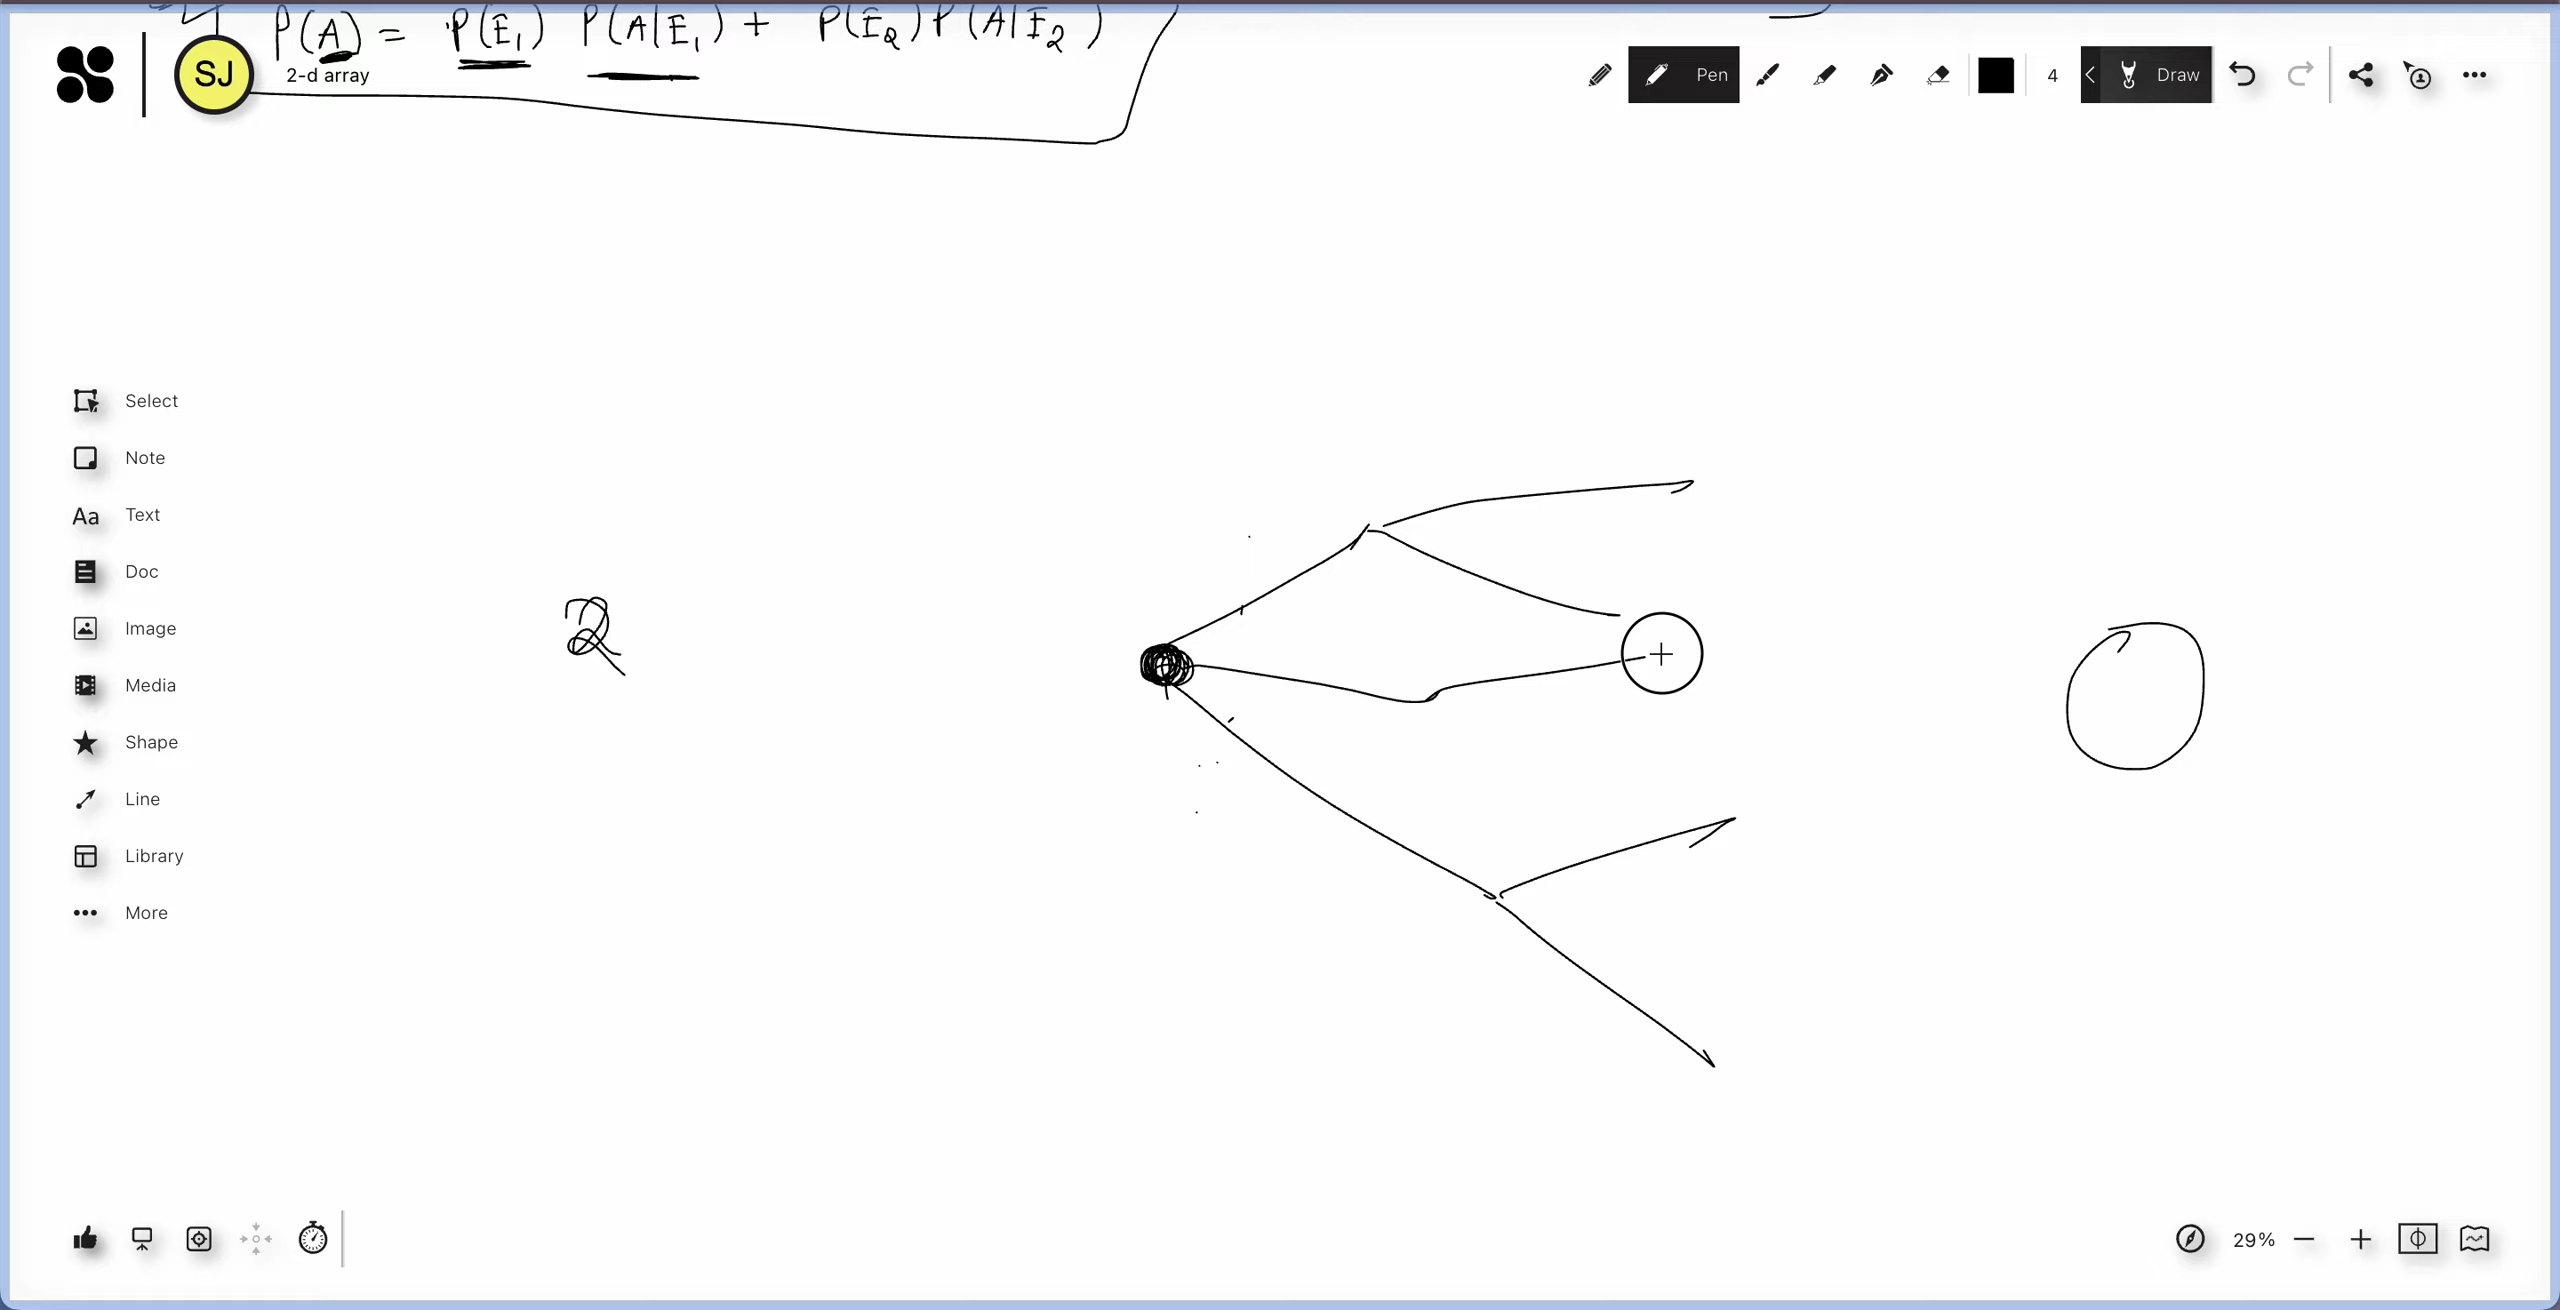 P(A) = P(E₁) P(A|E₁) + P(E₂) P(A|E₂)
SJ
2-d array
Pen
4
Draw
Select
Note
Aa Text
Doc
Image
2
Media
Shape
Line
Library
More
29%